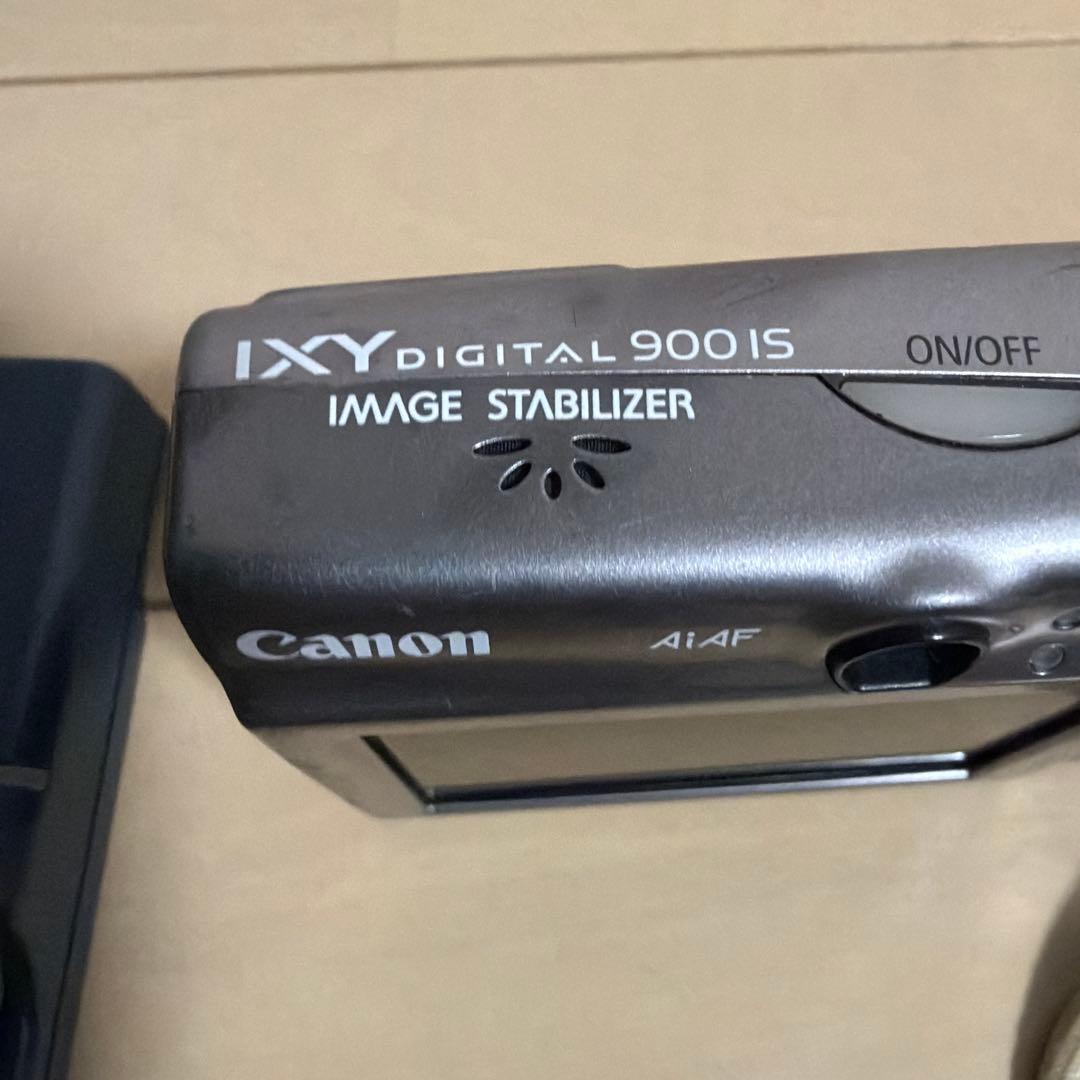 IXY DIGITAL 900 IS
ON/OFF
IMAGE STABILIZER
Canon
AiAF